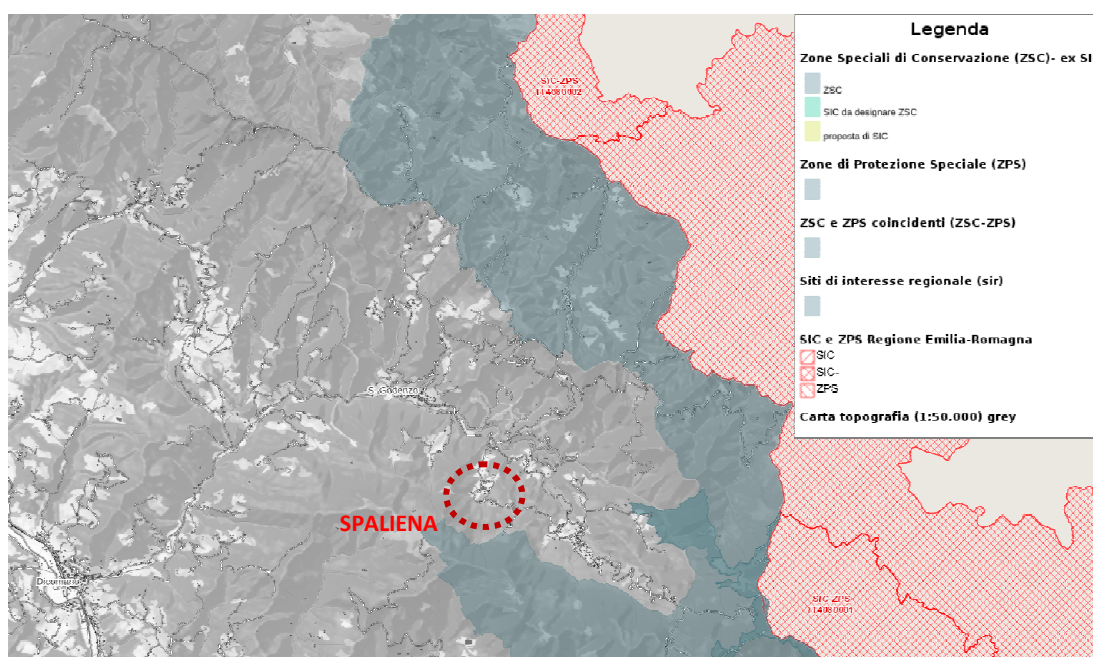 SIC-ZPS
IT4080002
S. Godenzo
SPALIENA
Dicomano
SIC-ZPS
IT4080001
Legenda
Zone Speciali di Conservazione (ZSC)- ex SI
ZSC
SIC da designare ZSC
proposta di SIC
Zone di Protezione Speciale (ZPS)
ZSC e ZPS coincidenti (ZSC-ZPS)
Siti di interesse regionale (sir)
SIC e ZPS Regione Emilia-Romagna
SIC
SIC-
ZPS
Carta topografia (1:50.000) grey